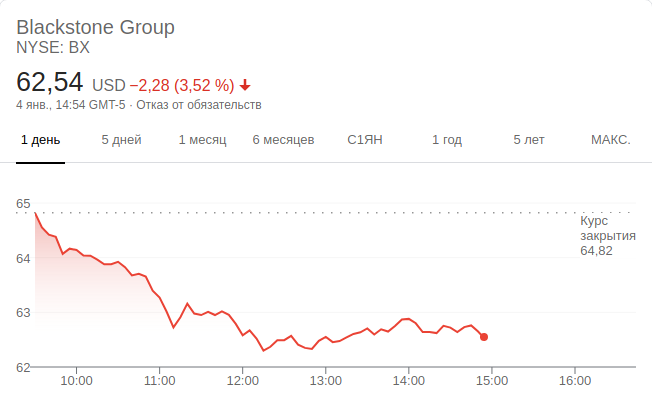 Blackstone Group
NYSE: BX
62,54 USD −2,28 (3,52 %)
4 янв., 14:54 GMT-5 · Отказ от обязательств
1 день 5 дней 1 месяц 6 месяцев С1ЯН 1 год 5 лет МАКС.
65
Курс
закрытия
64,82
64
63
62
10:00 11:00 12:00 13:00 14:00 15:00 16:00